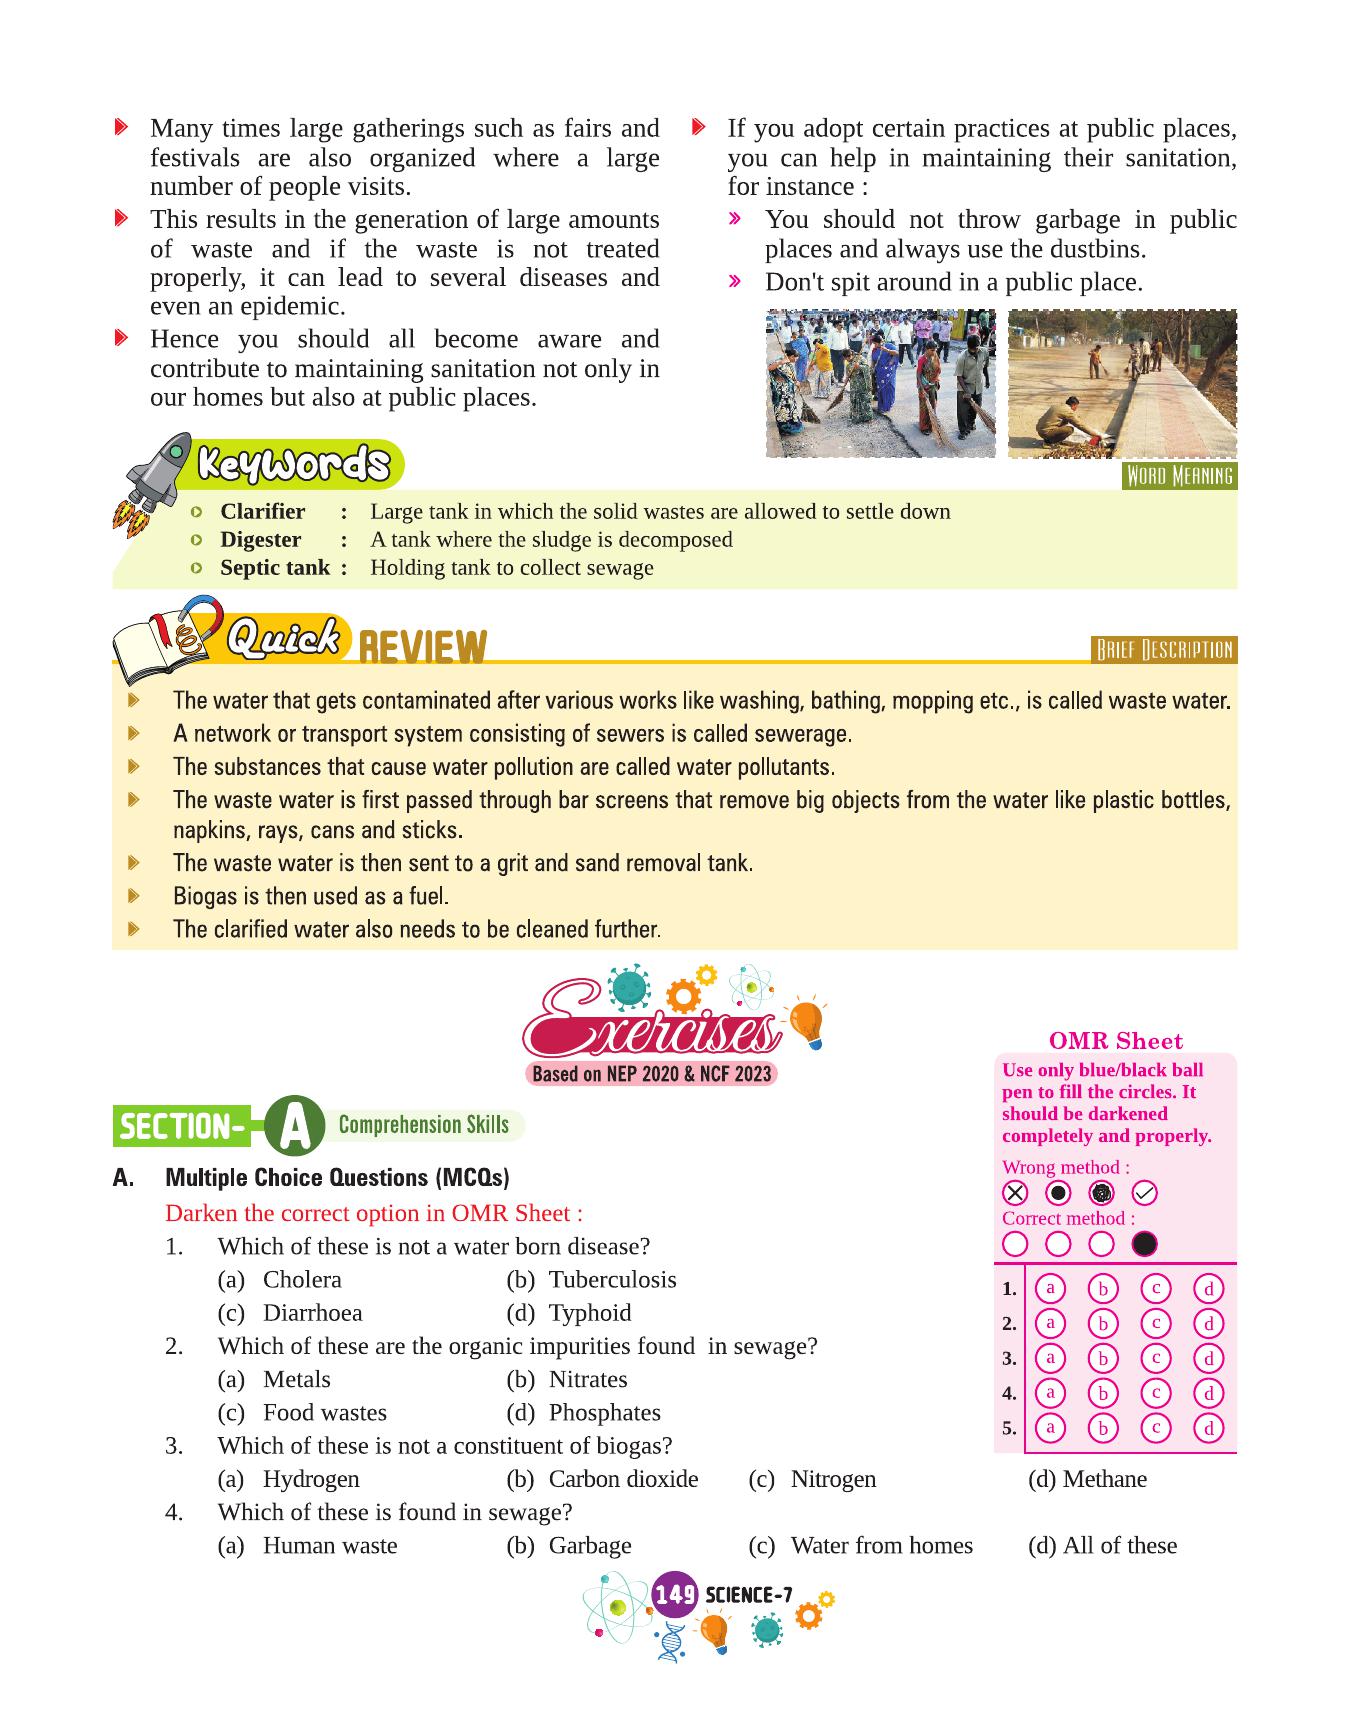 Many times large gatherings such as fairs and
festivals are also organized where a large
number of people visits.
This results in the generation of large amounts
of waste and if the waste is not treated
properly, it can lead to several diseases and
even an epidemic.
Hence you should all become aware and
contribute to maintaining sanitation not only in
our homes but also at public places.
If you adopt certain practices at public places,
you can help in maintaining their sanitation,
for instance :
You should not throw garbage in public
places and always use the dustbins.
Don't spit around in a public place.
KeyWords
WORD MEANING
Clarifier : Large tank in which the solid wastes are allowed to settle down
Digester : A tank where the sludge is decomposed
Septic tank : Holding tank to collect sewage
Quick REVIEW
BRIEF DESCRIPTION
The water that gets contaminated after various works like washing, bathing, mopping etc., is called waste water.
A network or transport system consisting of sewers is called sewerage.
The substances that cause water pollution are called water pollutants.
The waste water is first passed through bar screens that remove big objects from the water like plastic bottles,
napkins, rays, cans and sticks.
The waste water is then sent to a grit and sand removal tank.
Biogas is then used as a fuel.
The clarified water also needs to be cleaned further.
Exercises
Based on NEP 2020 & NCF 2023
SECTION- A Comprehension Skills
A. Multiple Choice Questions (MCQs)
Darken the correct option in OMR Sheet :
1. Which of these is not a water born disease?
(a) Cholera (b) Tuberculosis
(c) Diarrhoea (d) Typhoid
2. Which of these are the organic impurities found in sewage?
(a) Metals (b) Nitrates
(c) Food wastes (d) Phosphates
3. Which of these is not a constituent of biogas?
(a) Hydrogen (b) Carbon dioxide (c) Nitrogen (d) Methane
4. Which of these is found in sewage?
(a) Human waste (b) Garbage (c) Water from homes (d) All of these
OMR Sheet
Use only blue/black ball
pen to fill the circles. It
should be darkened
completely and properly.
Wrong method :
Correct method :
1. a b c d
2. a b c d
3. a b c d
4. a b c d
5. a b c d
149 SCIENCE-7